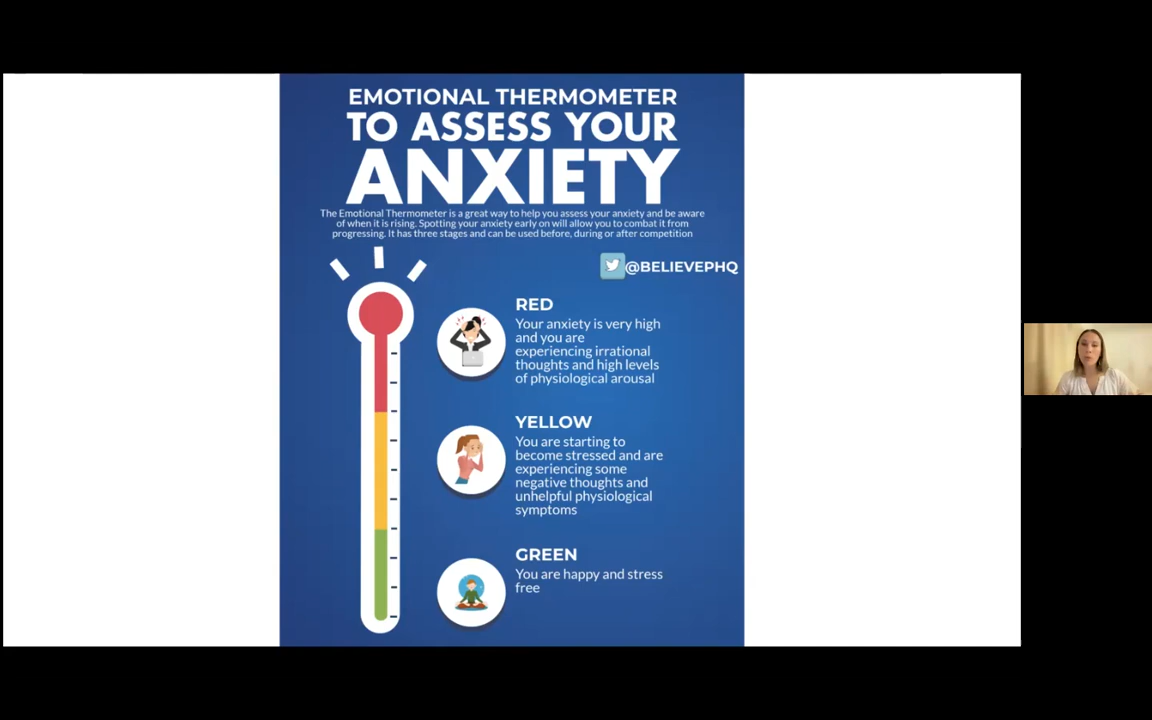 EMOTIONAL THERMOMETER
TO ASSESS YOUR
ANXIETY
The Emotional Thermometer is a great way to help you assess your anxiety and be aware
of when it is rising. Spotting your anxiety early on will allow you to combat it from
progressing. It has three stages and can be used before, during or after competition
@BELIEVEPHQ
RED
Your anxiety is very high
and you are
experiencing irrational
thoughts and high levels
of physiological arousal
YELLOW
You are starting to
become stressed and are
experiencing some
negative thoughts and
unhelpful physiological
symptoms
GREEN
You are happy and stress
free